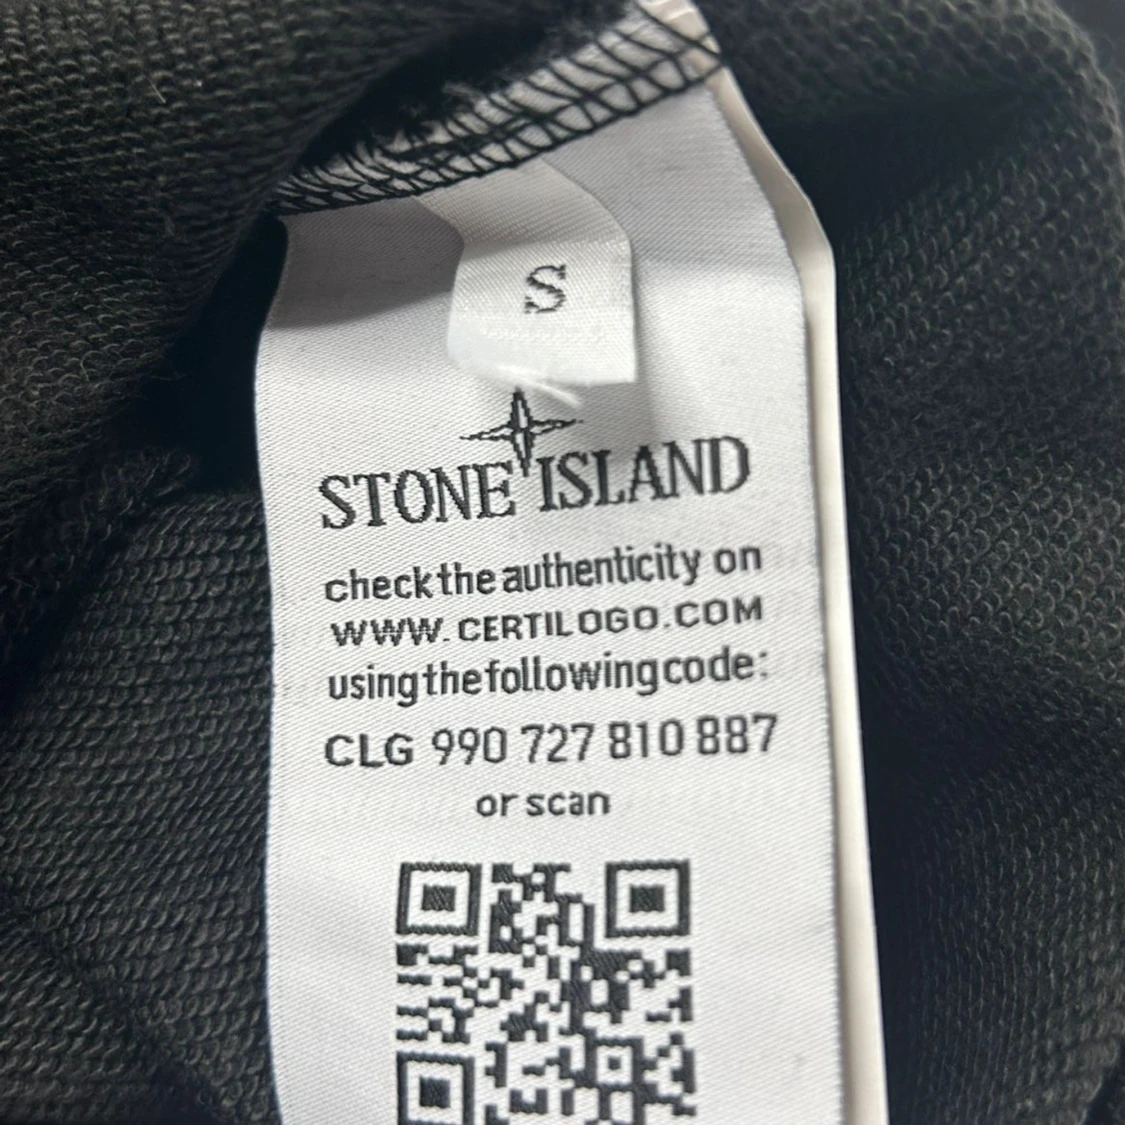 S
STONE ISLAND
check the authenticity on
WWW.CERTILOGO.COM
using the following code:
CLG 990 727 810 887
or scan